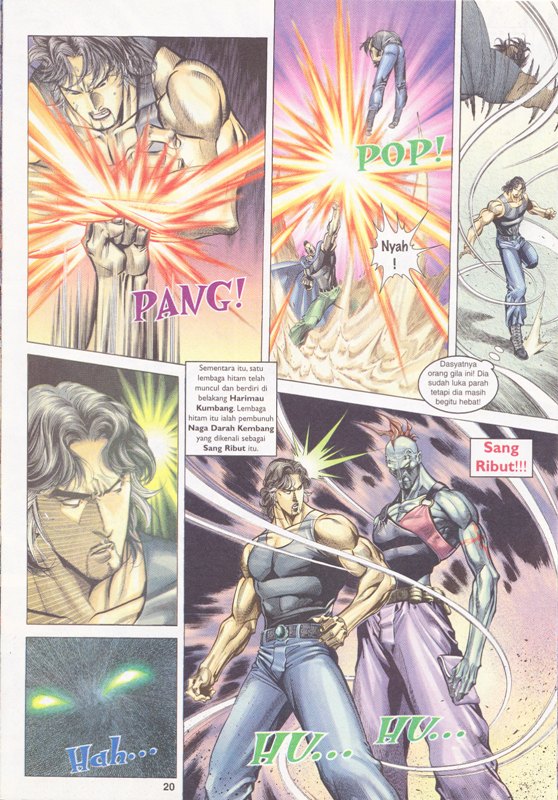 PANG!
POP!
Nyah
!
Dasyatnya
orang gila ini! Dia
sudah luka parah
tetapi dia masih
begitu hebat!
Sementara itu, satu
lembaga hitam telah
muncul dan berdiri di
belakang Harimau
Kumbang. Lembaga
hitam itu ialah pembunuh
Naga Darah Kembang
yang dikenali sebagai
Sang Ribut itu.
Sang
Ribut!!!
Hah...
HU... HU...
20